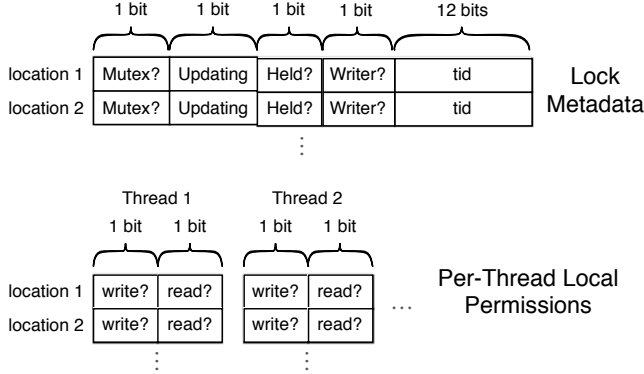 1 bit 1 bit 1 bit 1 bit 12 bits
location 1 Mutex? Updating Held? Writer? tid
location 2 Mutex? Updating Held? Writer? tid
Lock
Metadata
Thread 1 Thread 2
1 bit 1 bit 1 bit 1 bit
location 1 write? read? write? read?
location 2 write? read? write? read?
...
Per-Thread Local
Permissions